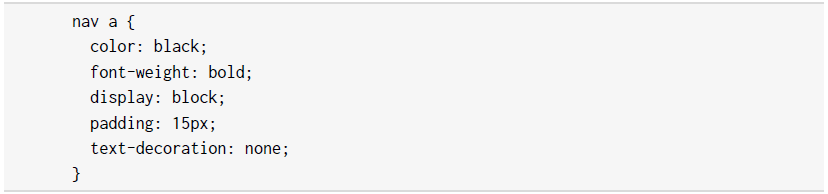 nav a {
  color: black;
  font-weight: bold;
  display: block;
  padding: 15px;
  text-decoration: none;
}